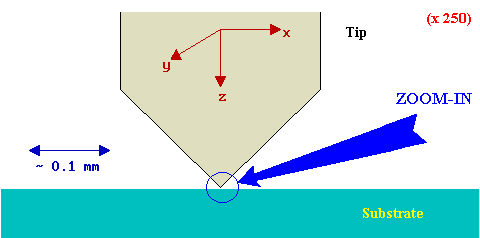 (x 250)
Tip
x
y
z
ZOOM-IN
~ 0.1 mm
Substrate